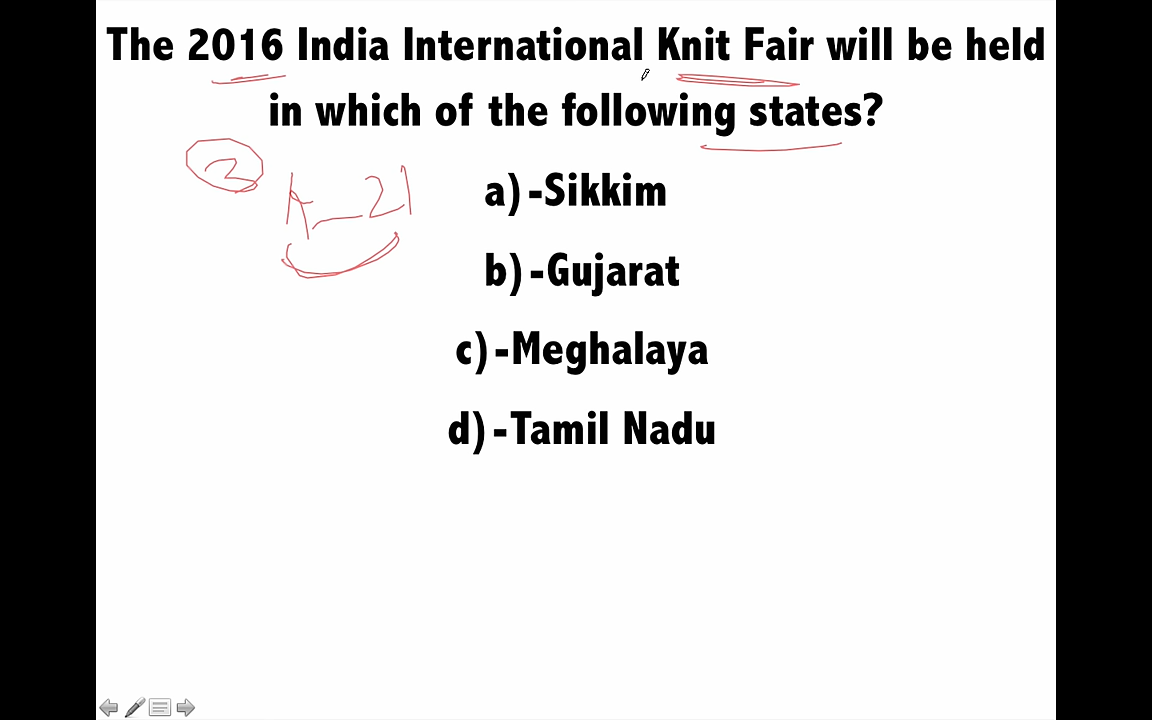 The 2016 India International Knit Fair will be held
in which of the following states?
2
a)-Sikkim
b)-Gujarat
c)-Meghalaya
d)-Tamil Nadu